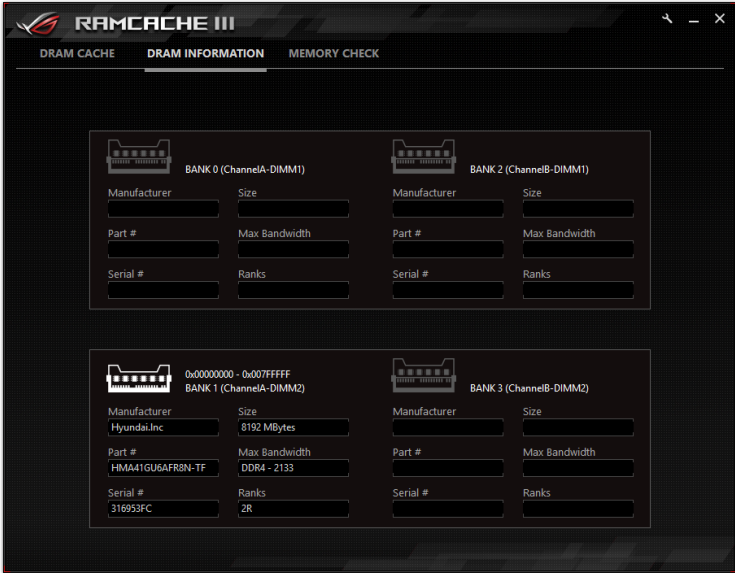 RAMCACHE III
DRAM CACHE DRAM INFORMATION MEMORY CHECK
BANK 0 (ChannelA-DIMM1)
Manufacturer Size
Part # Max Bandwidth
Serial # Ranks
BANK 2 (ChannelB-DIMM1)
Manufacturer Size
Part # Max Bandwidth
Serial # Ranks
0x00000000 - 0x007FFFFF
BANK 1 (ChannelA-DIMM2)
Manufacturer Size
Hyundai.Inc 8192 MBytes
Part # Max Bandwidth
HMA41GU6AFR8N-TF DDR4 - 2133
Serial # Ranks
316953FC 2R
BANK 3 (ChannelB-DIMM2)
Manufacturer Size
Part # Max Bandwidth
Serial # Ranks